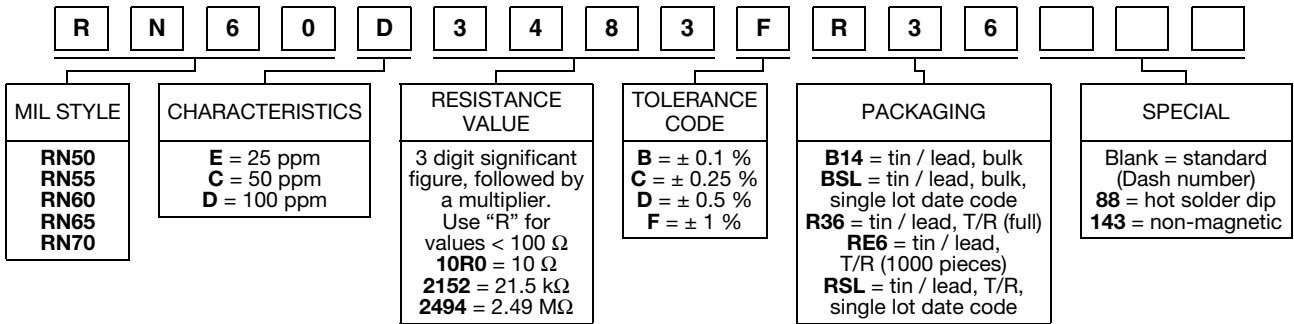 R N 6 0 D 3 4 8 3 F R 3 6
MIL STYLE
RN50
RN55
RN60
RN65
RN70
CHARACTERISTICS
E = 25 ppm
C = 50 ppm
D = 100 ppm
RESISTANCE
VALUE
3 digit significant
figure, followed by
a multiplier.
Use “R” for
values < 100 Ω
10R0 = 10 Ω
2152 = 21.5 kΩ
2494 = 2.49 MΩ
TOLERANCE
CODE
B = ± 0.1 %
C = ± 0.25 %
D = ± 0.5 %
F = ± 1 %
PACKAGING
B14 = tin / lead, bulk
BSL = tin / lead, bulk,
single lot date code
R36 = tin / lead, T/R (full)
RE6 = tin / lead,
T/R (1000 pieces)
RSL = tin / lead, T/R,
single lot date code
SPECIAL
Blank = standard
(Dash number)
88 = hot solder dip
143 = non-magnetic